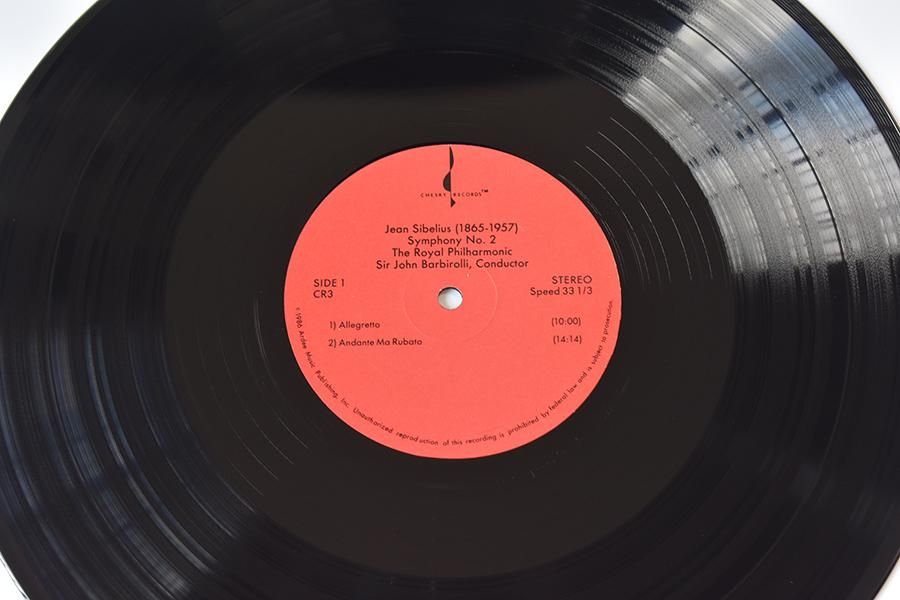 CHESKY RECORDS™
Jean Sibelius (1865-1957)
Symphony No. 2
The Royal Philharmonic
Sir John Barbirolli, Conductor
SIDE 1 STEREO
CR3 Speed 33 1/3
1) Allegretto (10:00)
2) Andante Ma Rubato (14:14)
© 1986 Ardee Music Publishing, Inc. Unauthorized reproduction of this recording is prohibited by federal law and is subject to prosecution.